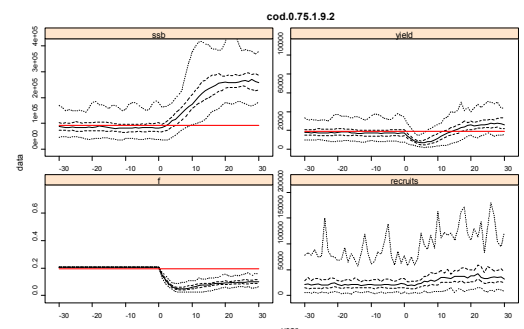 cod.0.75.1.9.2
ssb
yield
0e+00 1e+05 2e+05 3e+05 4e+05
0 20000 60000 100000
-30 -20 -10 0 10 20 30
-30 -20 -10 0 10 20 30
data
f
recruits
0.0 0.2 0.4 0.6
0 50000 100000 150000 200000
-30 -20 -10 0 10 20 30
-30 -20 -10 0 10 20 30